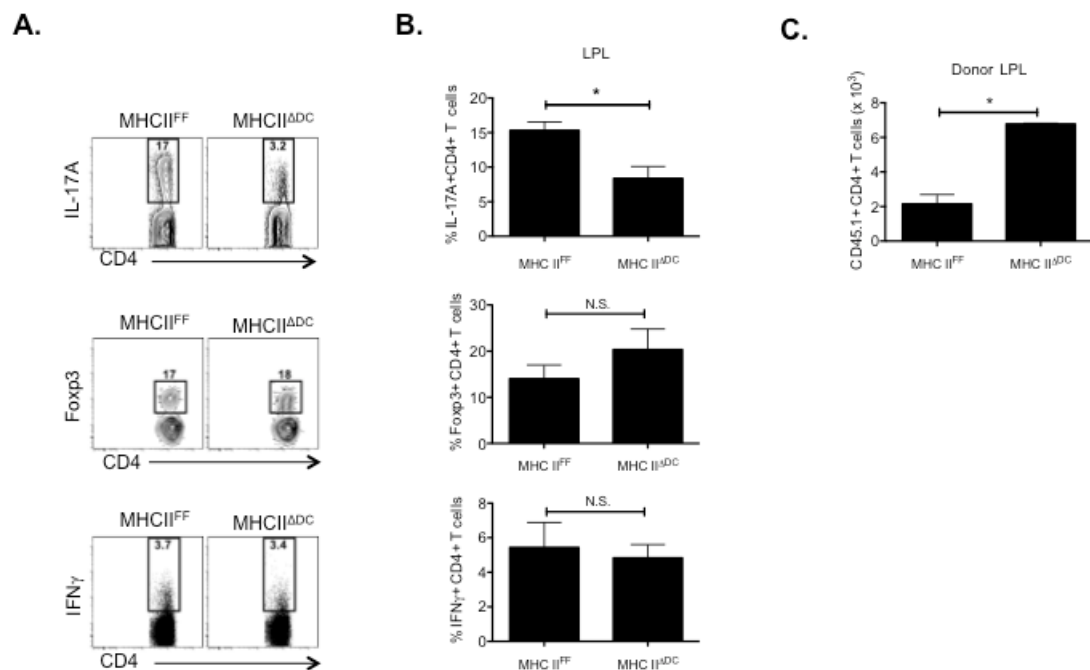 A.
MHCII^FF MHCII^ΔDC
IL-17A
17
3.2
CD4
MHCII^FF MHCII^ΔDC
Foxp3
17
18
CD4
MHCII^FF MHCII^ΔDC
IFNγ
3.7
3.4
CD4
B.
LPL
% IL-17A+CD4+ T cells
20
15
10
5
0
*
MHC II^FF MHC II^ΔDC
% Foxp3+ CD4+ T cells
30
20
10
0
N.S.
MHC II^FF MHC II^ΔDC
% IFNγ+ CD4+ T cells
8
6
4
2
0
N.S.
MHC II^FF MHC II^ΔDC
C.
Donor LPL
CD45.1+ CD4+ T cells (x 10^3)
8
6
4
2
0
*
MHC II^FF MHC II^ΔDC